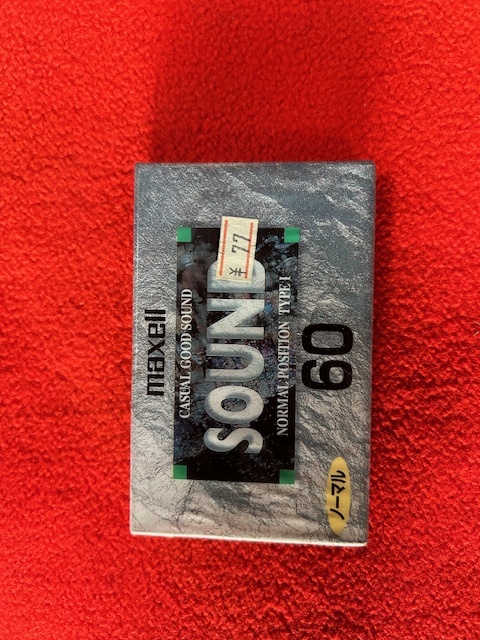 maxell
CASUAL GOOD SOUND
SOUND
¥77
NORMAL POSITION TYPE I
60
ノーマル